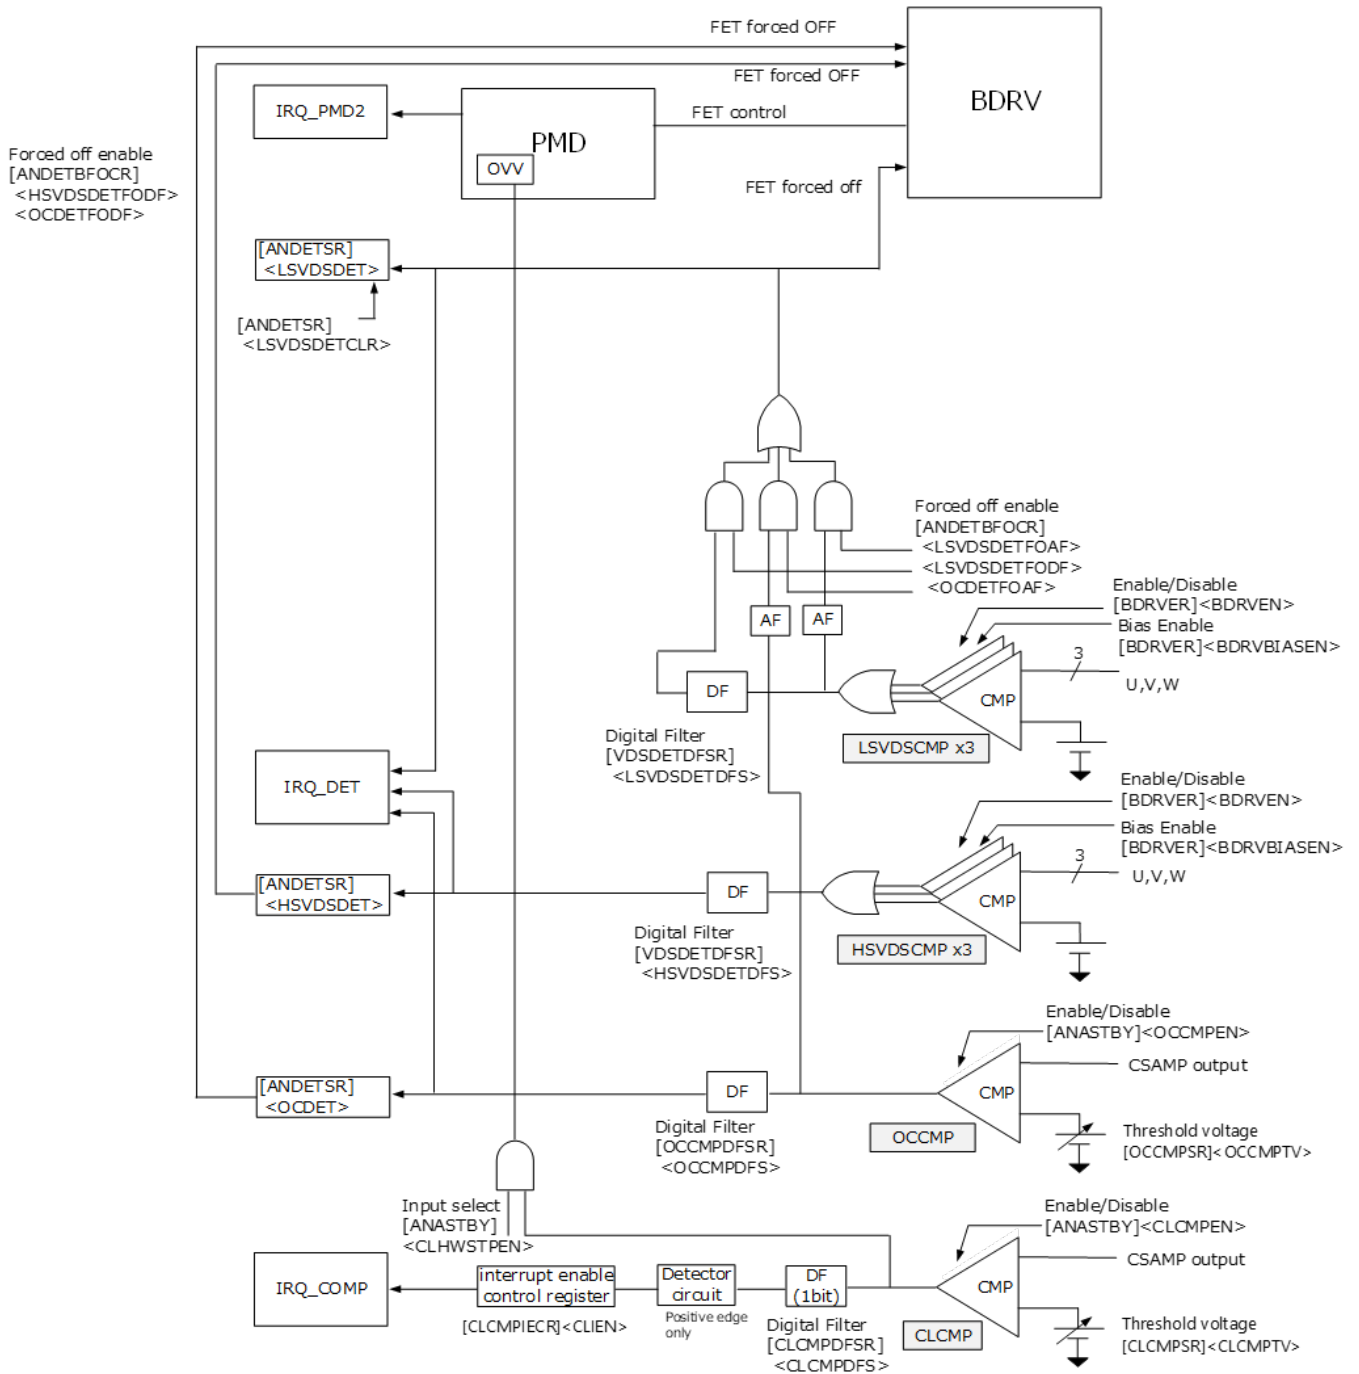 FET forced OFF
FET forced OFF
BDRV
IRQ_PMD2
FET control
PMD
OVV
Forced off enable
[ANDETBFOCR]
<HSVDSDETFODF>
<OCDETFODF>
FET forced off
[ANDETSR]
<LSVDSDET>
[ANDETSR]
<LSVDSDETCLR>
Forced off enable
[ANDETBFOCR]
<LSVDSDETFOAF>
<LSVDSDETFODF>
<OCDETFOAF>
Enable/Disable
[BDRVER]<BDRVEN>
Bias Enable
[BDRVER]<BDRVBIASEN>
AF
AF
3
U,V,W
DF
CMP
LSVDSCMP x3
Digital Filter
[VDSDETDFSR]
<LSVDSDETDFS>
IRQ_DET
Enable/Disable
[BDRVER]<BDRVEN>
Bias Enable
[BDRVER]<BDRVBIASEN>
3
U,V,W
[ANDETSR]
<HSVDSDET>
DF
CMP
HSVDSCMP x3
Digital Filter
[VDSDETDFSR]
<HSVDSDETDFS>
Enable/Disable
[ANASTBY]<OCCMPEN>
CSAMP output
[ANDETSR]
<OCDET>
DF
CMP
OCCMP
Digital Filter
[OCCMPDFSR]
<OCCMPDFS>
Threshold voltage
[OCCMPSR]<OCCMPTV>
Input select
[ANASTBY]
<CLHWSTPEN>
Enable/Disable
[ANASTBY]<CLCMPEN>
CSAMP output
IRQ_COMP
interrupt enable
control register
[CLCMPIECR]<CLIEN>
Detector
circuit
Positive edge
only
DF
(1bit)
Digital Filter
[CLCMPDFSR]
<CLCMPDFS>
CMP
CLCMP
Threshold voltage
[CLCMPSR]<CLCMPTV>